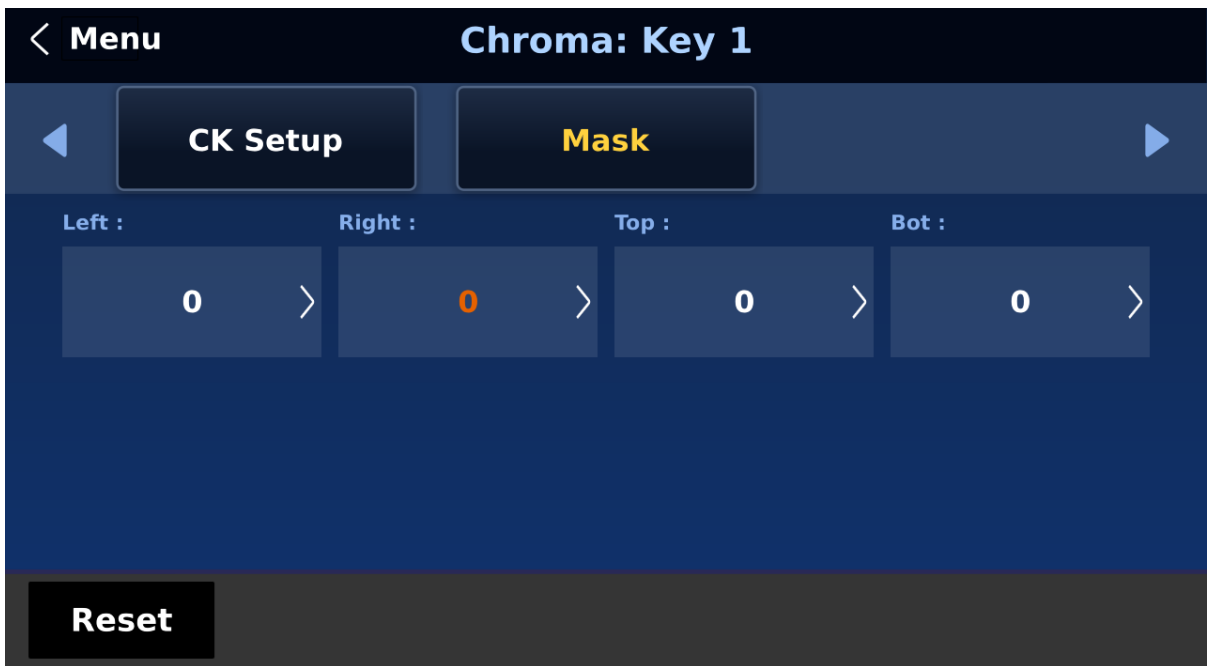 Menu
Chroma: Key 1
CK Setup
Mask
Left :
Right :
Top :
Bot :
0
0
0
0
Reset